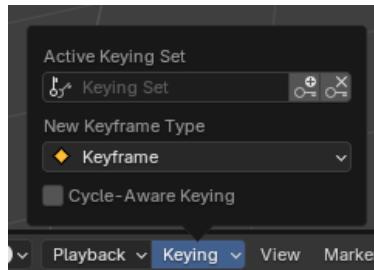 Active Keying Set
Keying Set
New Keyframe Type
Keyframe
Cycle-Aware Keying
Playback Keying View Marke